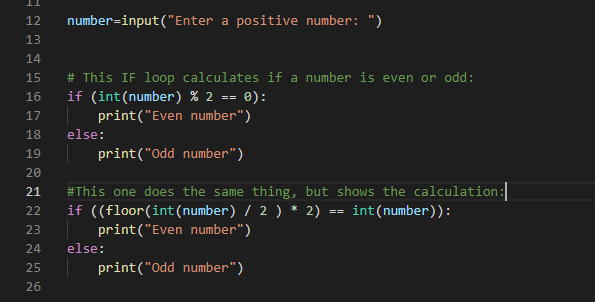 11
12 number=input("Enter a positive number: ")
13
14
15 # This IF loop calculates if a number is even or odd:
16 if (int(number) % 2 == 0):
17     print("Even number")
18 else:
19     print("Odd number")
20
21 #This one does the same thing, but shows the calculation:
22 if ((floor(int(number) / 2 ) * 2) == int(number)):
23     print("Even number")
24 else:
25     print("Odd number")
26